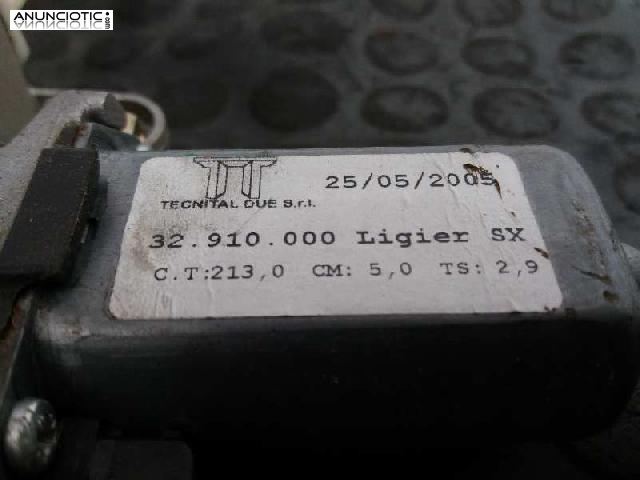 ANUNCIOTIC.com
25/05/2005
TECNITAL DUE S.r.l.
32.910.000 Ligier SX
C.T:213,0 CM: 5,0 TS: 2,9